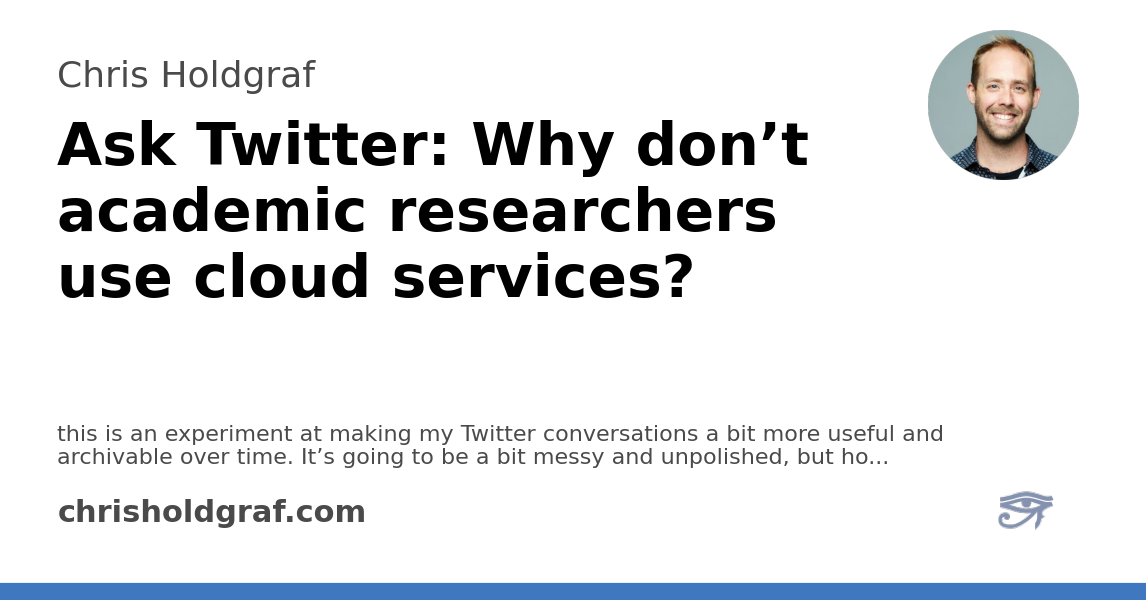 Chris Holdgraf
Ask Twitter: Why don’t
academic researchers
use cloud services?
this is an experiment at making my Twitter conversations a bit more useful and
archivable over time. It’s going to be a bit messy and unpolished, but ho...
chrisholdgraf.com